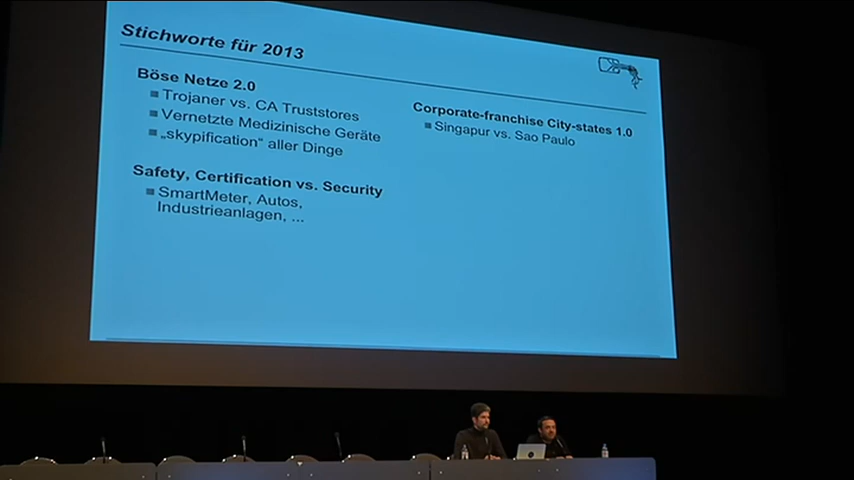 Stichworte für 2013
Böse Netze 2.0
Trojaner vs. CA Truststores
Vernetzte Medizinische Geräte
„skypification“ aller Dinge
Safety, Certification vs. Security
SmartMeter, Autos,
Industrieanlagen, ...
Corporate-franchise City-states 1.0
Singapur vs. Sao Paulo